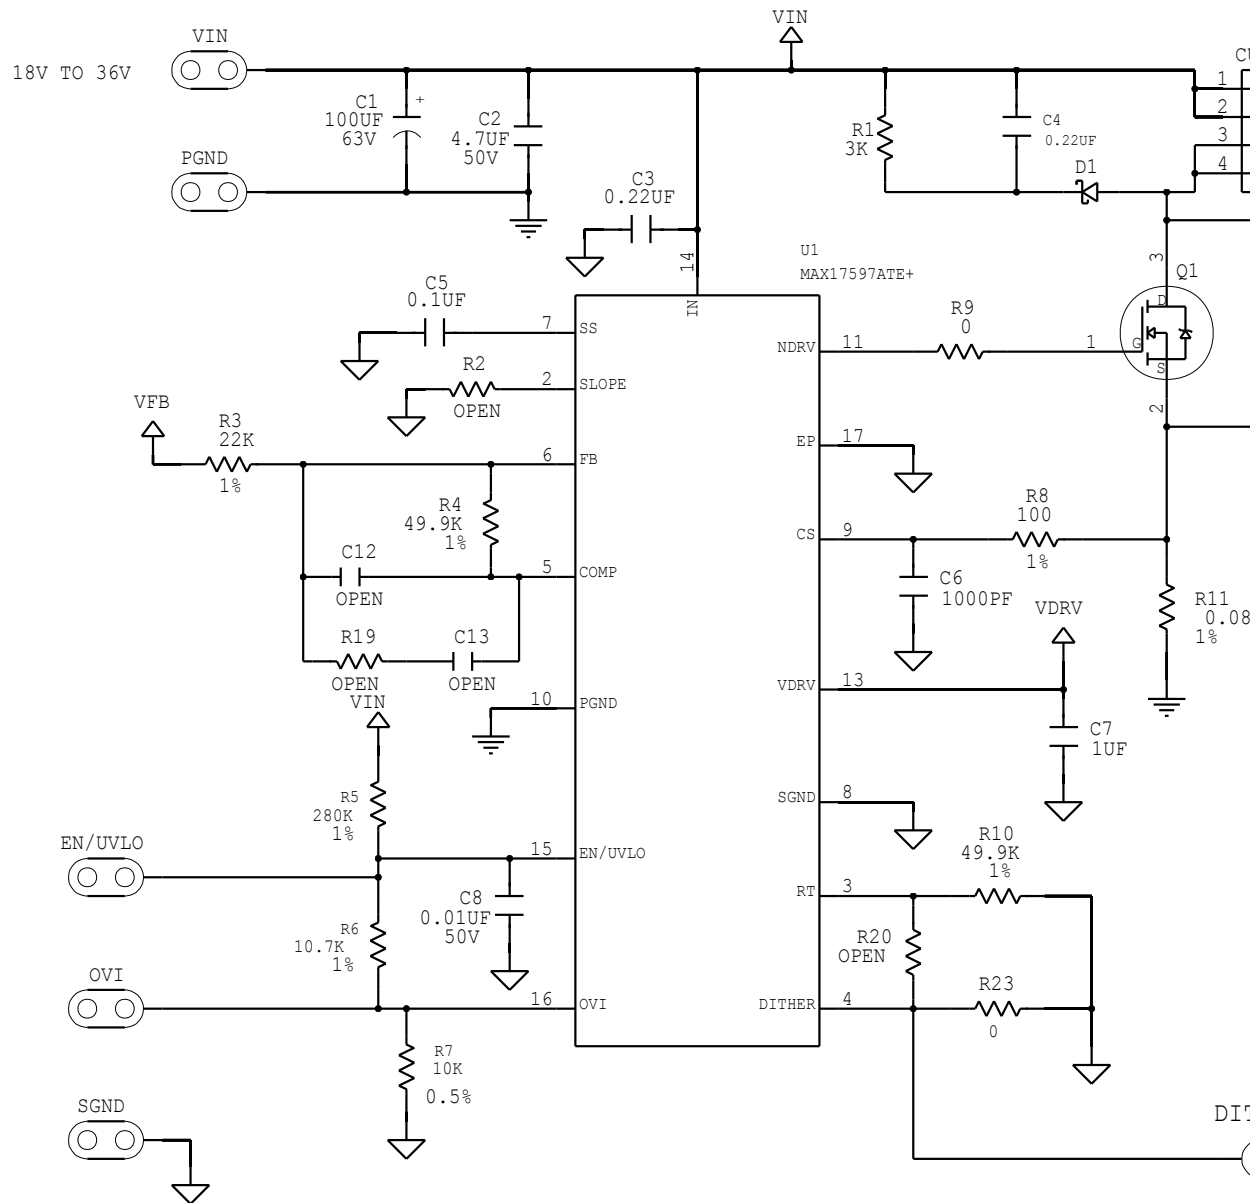 VIN
VIN
18V TO 36V
CU
1
2
3
4
C1
100UF
63V
+
C2
4.7UF
50V
R1
3K
C4
0.22UF
D1
PGND
C3
0.22UF
14
IN
U1
MAX17597ATE+
3
Q1
D
G
S
1
2
C5
0.1UF
7
SS
R9
0
NDRV
11
R2
OPEN
2
SLOPE
VFB
R3
22K
1%
6
FB
EP
17
R4
49.9K
1%
R8
100
1%
CS
9
C12
OPEN
5
COMP
C6
1000PF
R11
0.08
1%
VDRV
R19
OPEN
C13
OPEN
VDRV
13
VIN
10
PGND
C7
1UF
R5
280K
1%
SGND
8
EN/UVLO
15
EN/UVLO
R10
49.9K
1%
C8
0.01UF
50V
RT
3
R6
10.7K
1%
R20
OPEN
OVI
16
OVI
DITHER
4
R23
0
R7
10K
0.5%
SGND
DIT